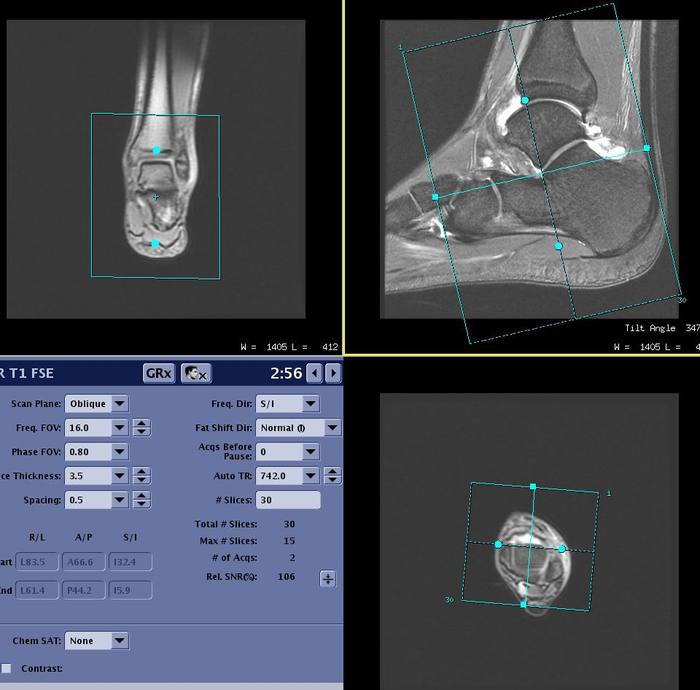 1
30
W = 1405 L = 412
Tilt Angle 347
W = 1405 L = 4
R T1 FSE GRx 2:56
Scan Plane: Oblique Freq. Dir: S/I
Freq. FOV: 16.0 Fat Shift Dir: Normal (I)
Phase FOV: 0.80 Acqs Before Pause: 0
ce Thickness: 3.5 Auto TR: 742.0
Spacing: 0.5 # Slices: 30
Total # Slices: 30
Max # Slices: 15
# of Acqs: 2
Rel. SNR(%): 106
R/L A/P S/I
art L83.5 A66.6 I32.4
nd L61.4 P44.2 I5.9
Chem SAT: None
Contrast:
1
30